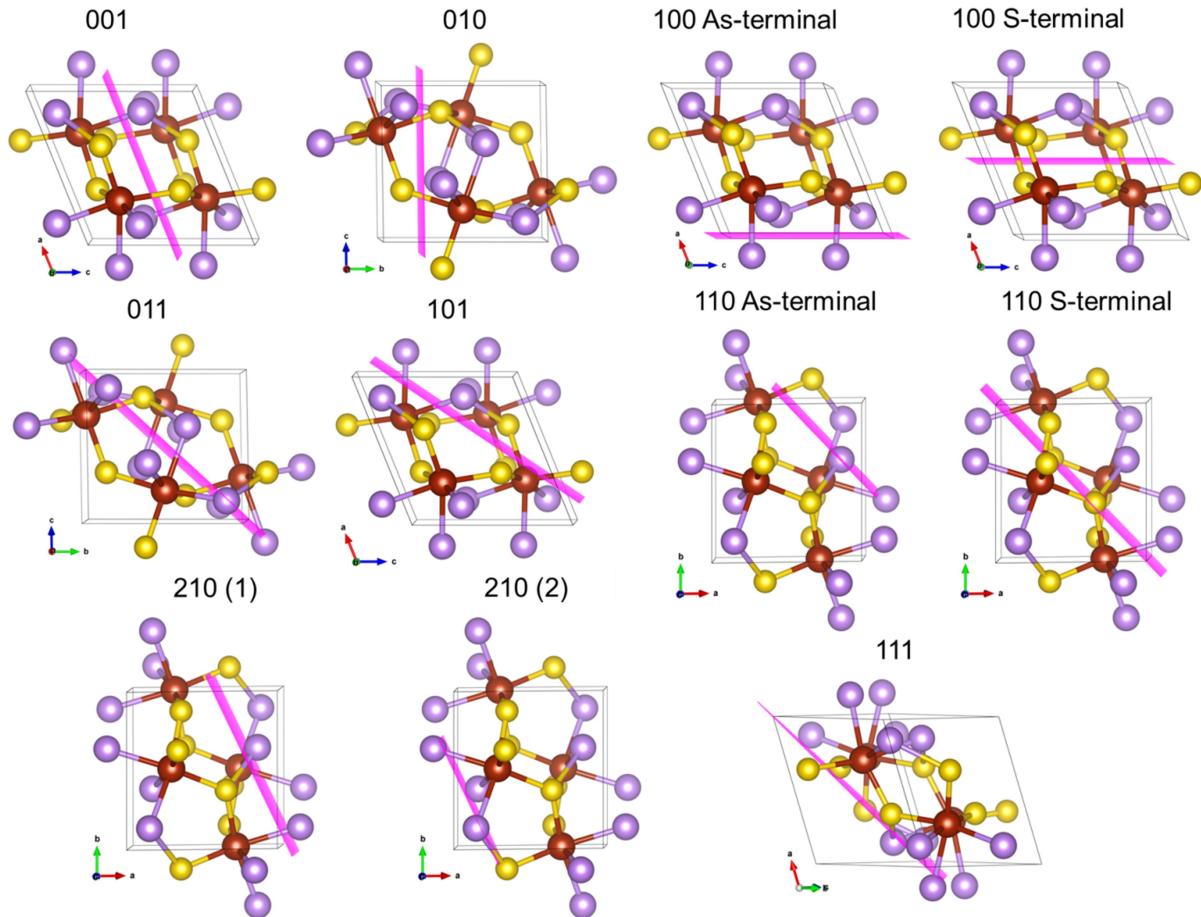 001
010
100 As-terminal
100 S-terminal
a
b
c
c
a
b
a
b
c
a
b
c
011
101
110 As-terminal
110 S-terminal
c
a
b
a
b
c
b
a
b
a
210 (1)
210 (2)
111
b
a
b
a
a